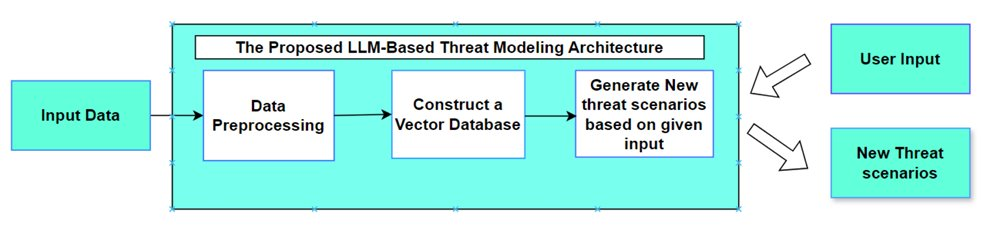 The Proposed LLM-Based Threat Modeling Architecture
Input Data
Data
Preprocessing
Construct a
Vector Database
Generate New
threat scenarios
based on given
input
User Input
New Threat
scenarios